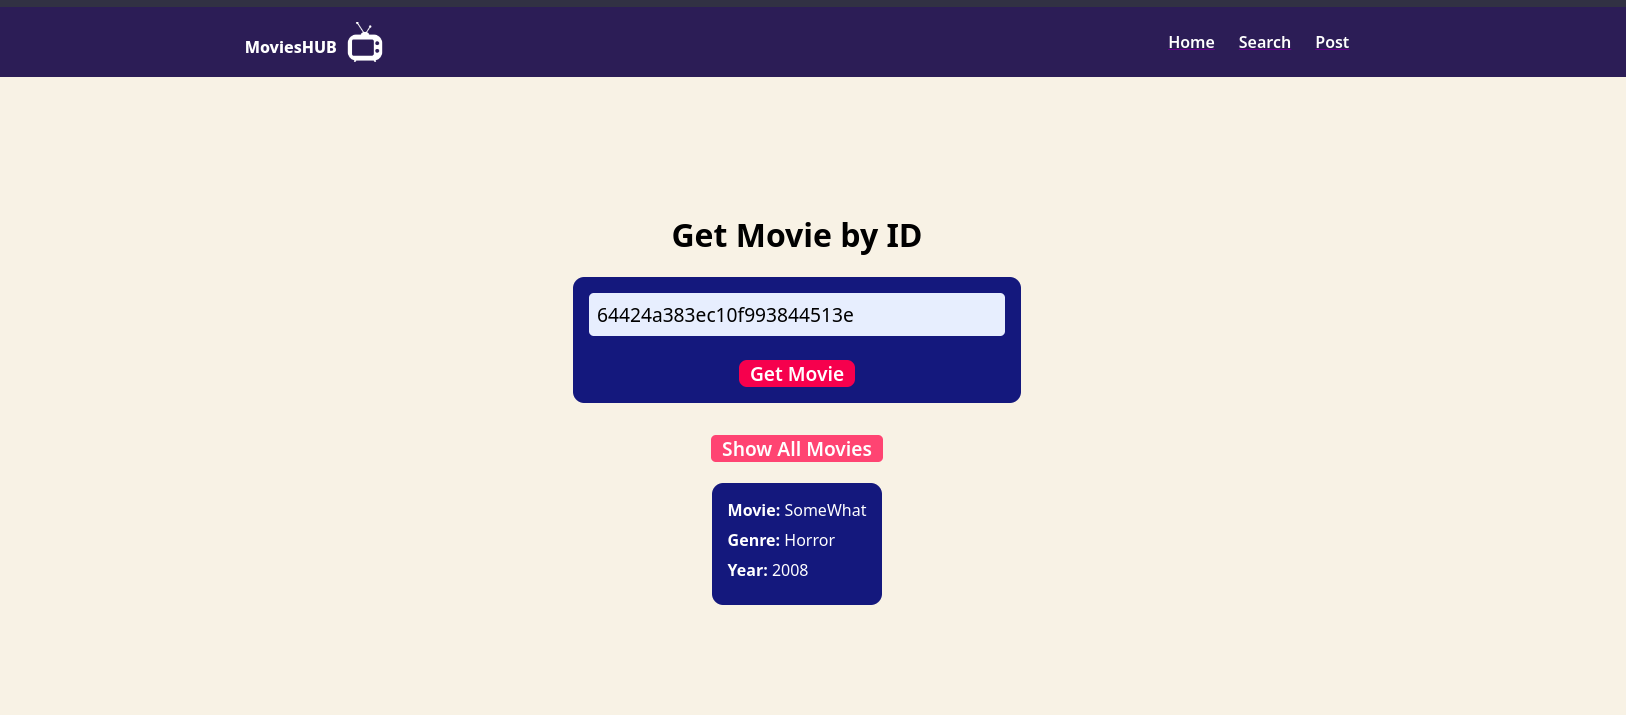 MoviesHUB
Home Search Post
Get Movie by ID
64424a383ec10f993844513e
Get Movie
Show All Movies
Movie: SomeWhat
Genre: Horror
Year: 2008